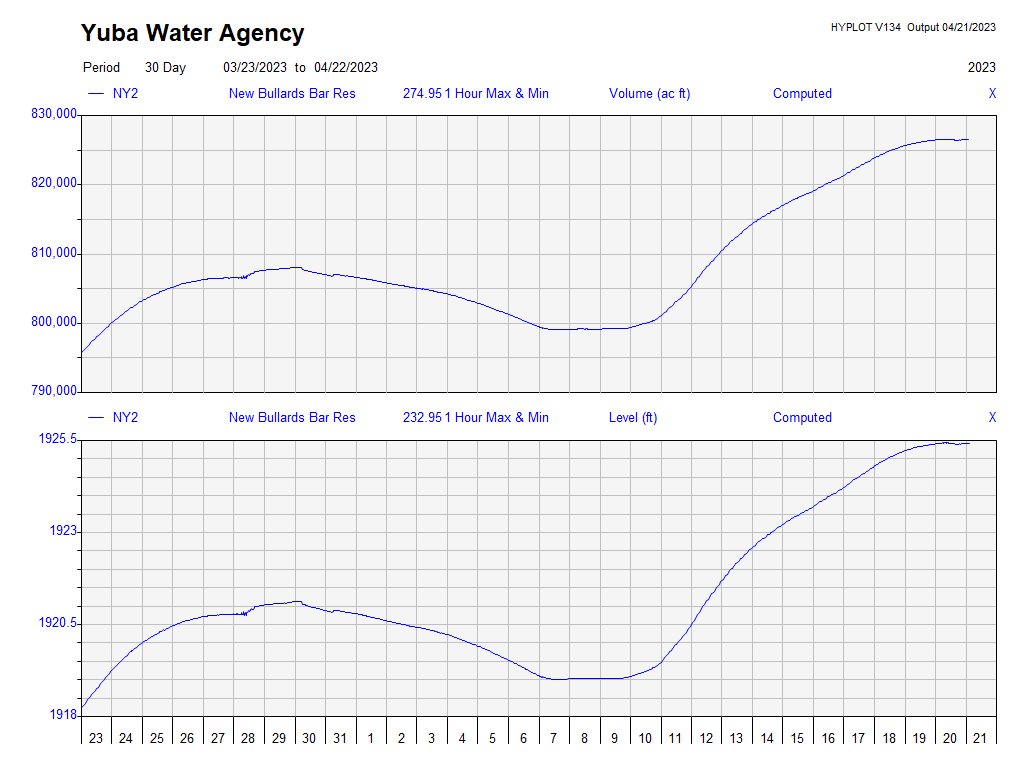 Yuba Water Agency
HYPLOT V134 Output 04/21/2023
Period 30 Day 03/23/2023 to 04/22/2023 2023
NY2 New Bullards Bar Res 274.95 1 Hour Max & Min Volume (ac ft) Computed X
830,000
820,000
810,000
800,000
790,000
NY2 New Bullards Bar Res 232.95 1 Hour Max & Min Level (ft) Computed X
1925.5
1923
1920.5
1918
23 24 25 26 27 28 29 30 31 1 2 3 4 5 6 7 8 9 10 11 12 13 14 15 16 17 18 19 20 21